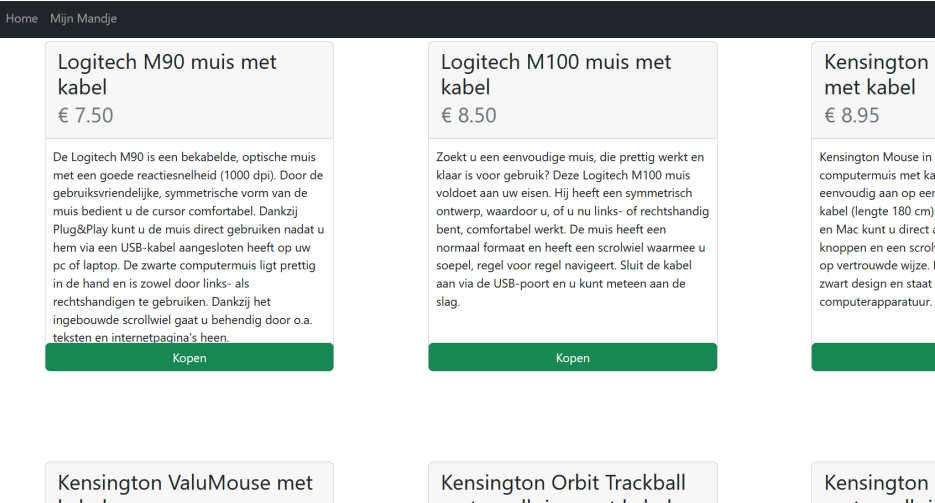 Home Mijn Mandje
Logitech M90 muis met
kabel
€ 7.50
De Logitech M90 is een bekabelde, optische muis
met een goede reactiesnelheid (1000 dpi). Door de
gebruiksvriendelijke, symmetrische vorm van de
muis bedient u de cursor comfortabel. Dankzij
Plug&Play kunt u de muis direct gebruiken nadat u
hem via een USB-kabel aangesloten heeft op uw
pc of laptop. De zwarte computermuis ligt prettig
in de hand en is zowel door links- als
rechtshandigen te gebruiken. Dankzij het
ingebouwde scrollwiel gaat u behendig door o.a.
teksten en internetpagina's heen.
Kopen
Logitech M100 muis met
kabel
€ 8.50
Zoekt u een eenvoudige muis, die prettig werkt en
klaar is voor gebruik? Deze Logitech M100 muis
voldoet aan uw eisen. Hij heeft een symmetrisch
ontwerp, waardoor u, of u nu links- of rechtshandig
bent, comfortabel werkt. De muis heeft een
normaal formaat en heeft een scrolwiel waarmee u
soepel, regel voor regel navigeert. Sluit de kabel
aan via de USB-poort en u kunt meteen aan de
slag.
Kopen
Kensington
met kabel
€ 8.95
Kensington Mouse in
computermuis met
eenvoudig aan op
kabel (lengte 180 cm)
en Mac kunt u direct
knoppen en een
op vertrouwde wijze.
zwart design en staat
computerapparatuur.
Kensington ValuMouse met
Kensington Orbit Trackball
Kensington